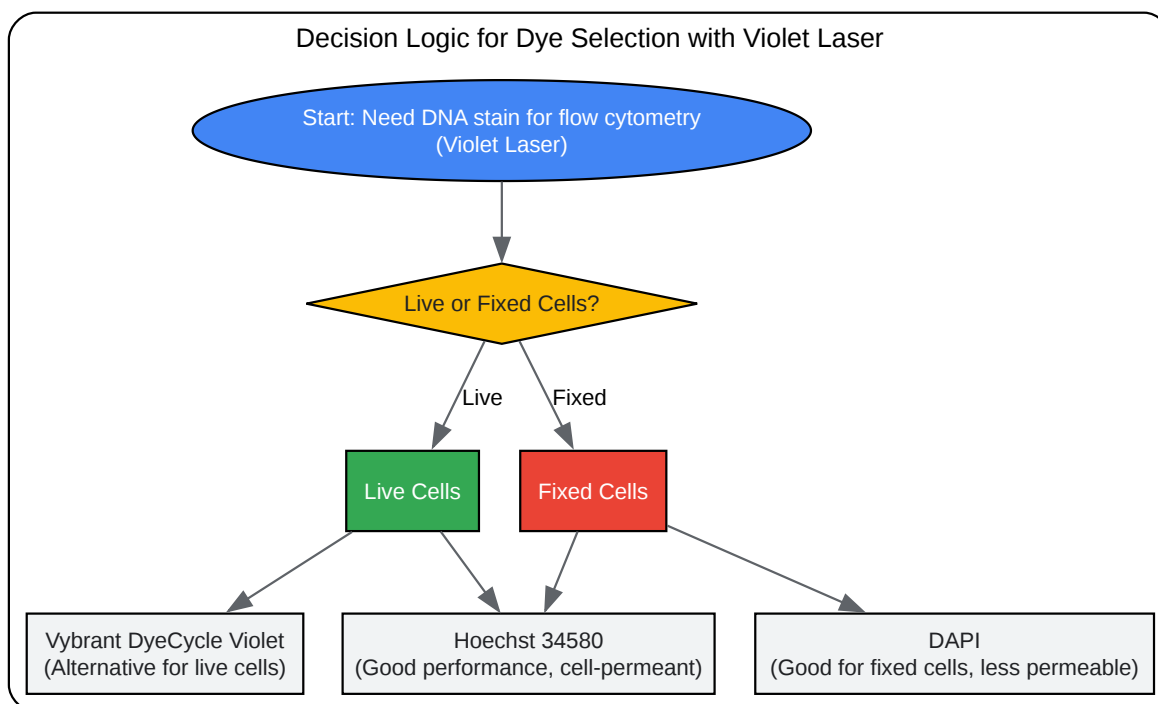 Decision Logic for Dye Selection with Violet Laser
Start: Need DNA stain for flow cytometry
(Violet Laser)
Live or Fixed Cells?
Live
Fixed
Live Cells
Fixed Cells
Vybrant DyeCycle Violet
(Alternative for live cells)
Hoechst 34580
(Good performance, cell-permeant)
DAPI
(Good for fixed cells, less permeable)